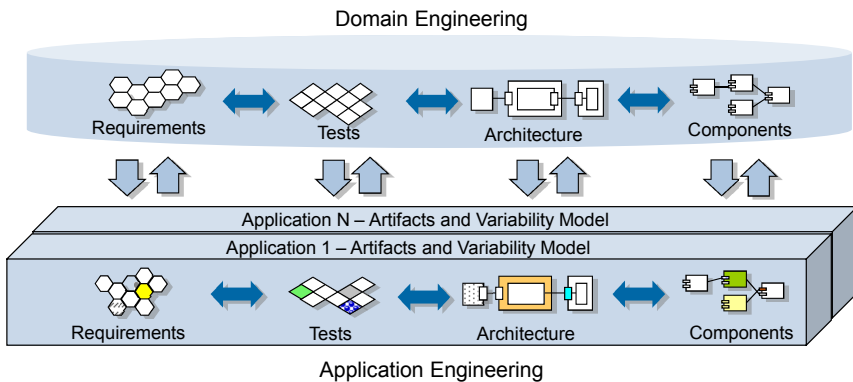 Domain Engineering
Requirements
Tests
Architecture
Components
Application N – Artifacts and Variability Model
Application 1 – Artifacts and Variability Model
Requirements
Tests
Architecture
Components
Application Engineering